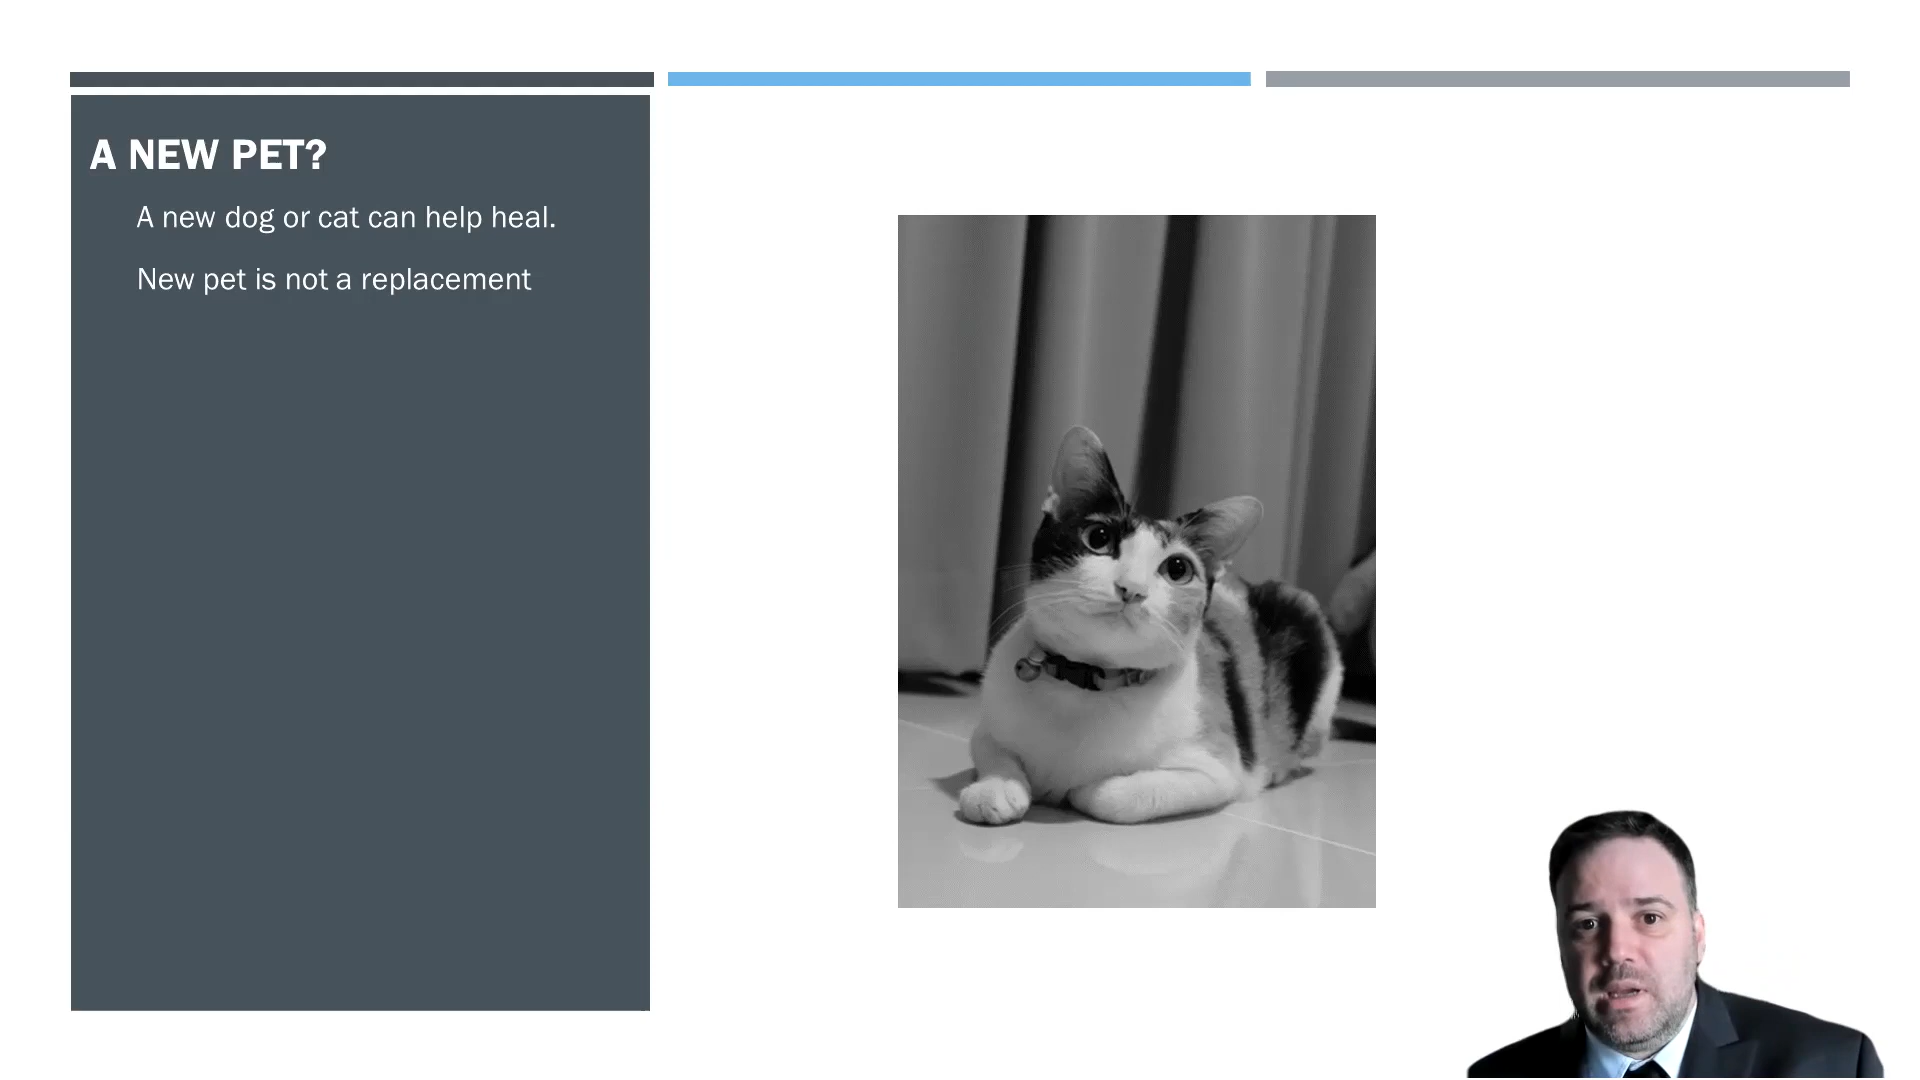 A NEW PET?
A new dog or cat can help heal.
New pet is not a replacement